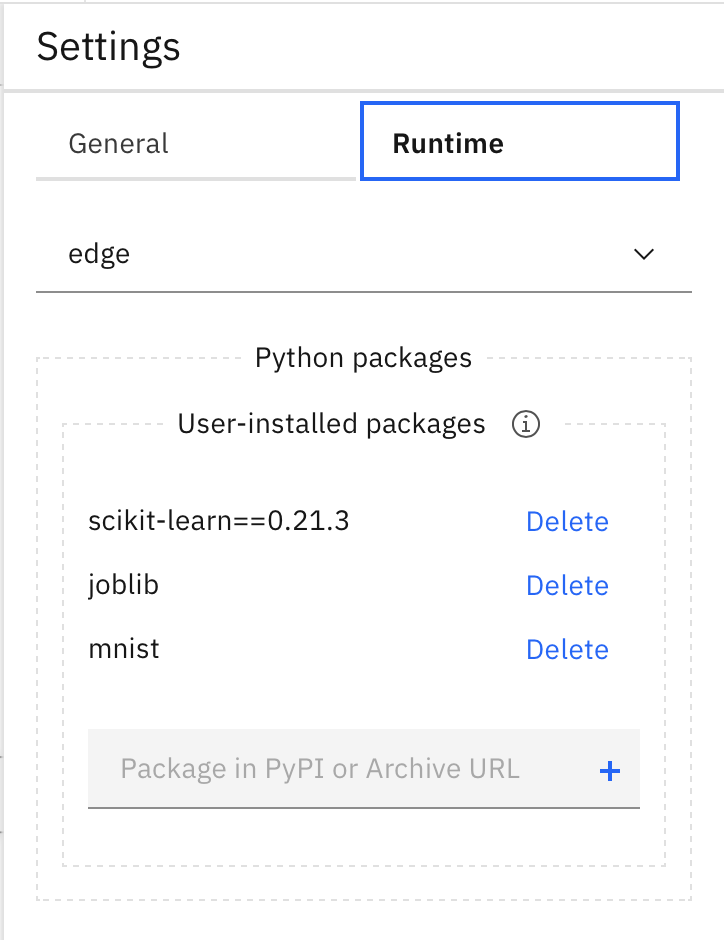 Settings
General Runtime
edge
Python packages
User-installed packages
scikit-learn==0.21.3 Delete
joblib Delete
mnist Delete
Package in PyPI or Archive URL +